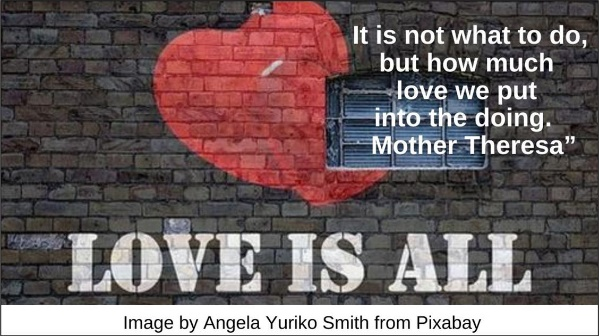 It is not what to do,
but how much
love we put
into the doing.
Mother Theresa”
LOVE IS ALL
Image by Angela Yuriko Smith from Pixabay